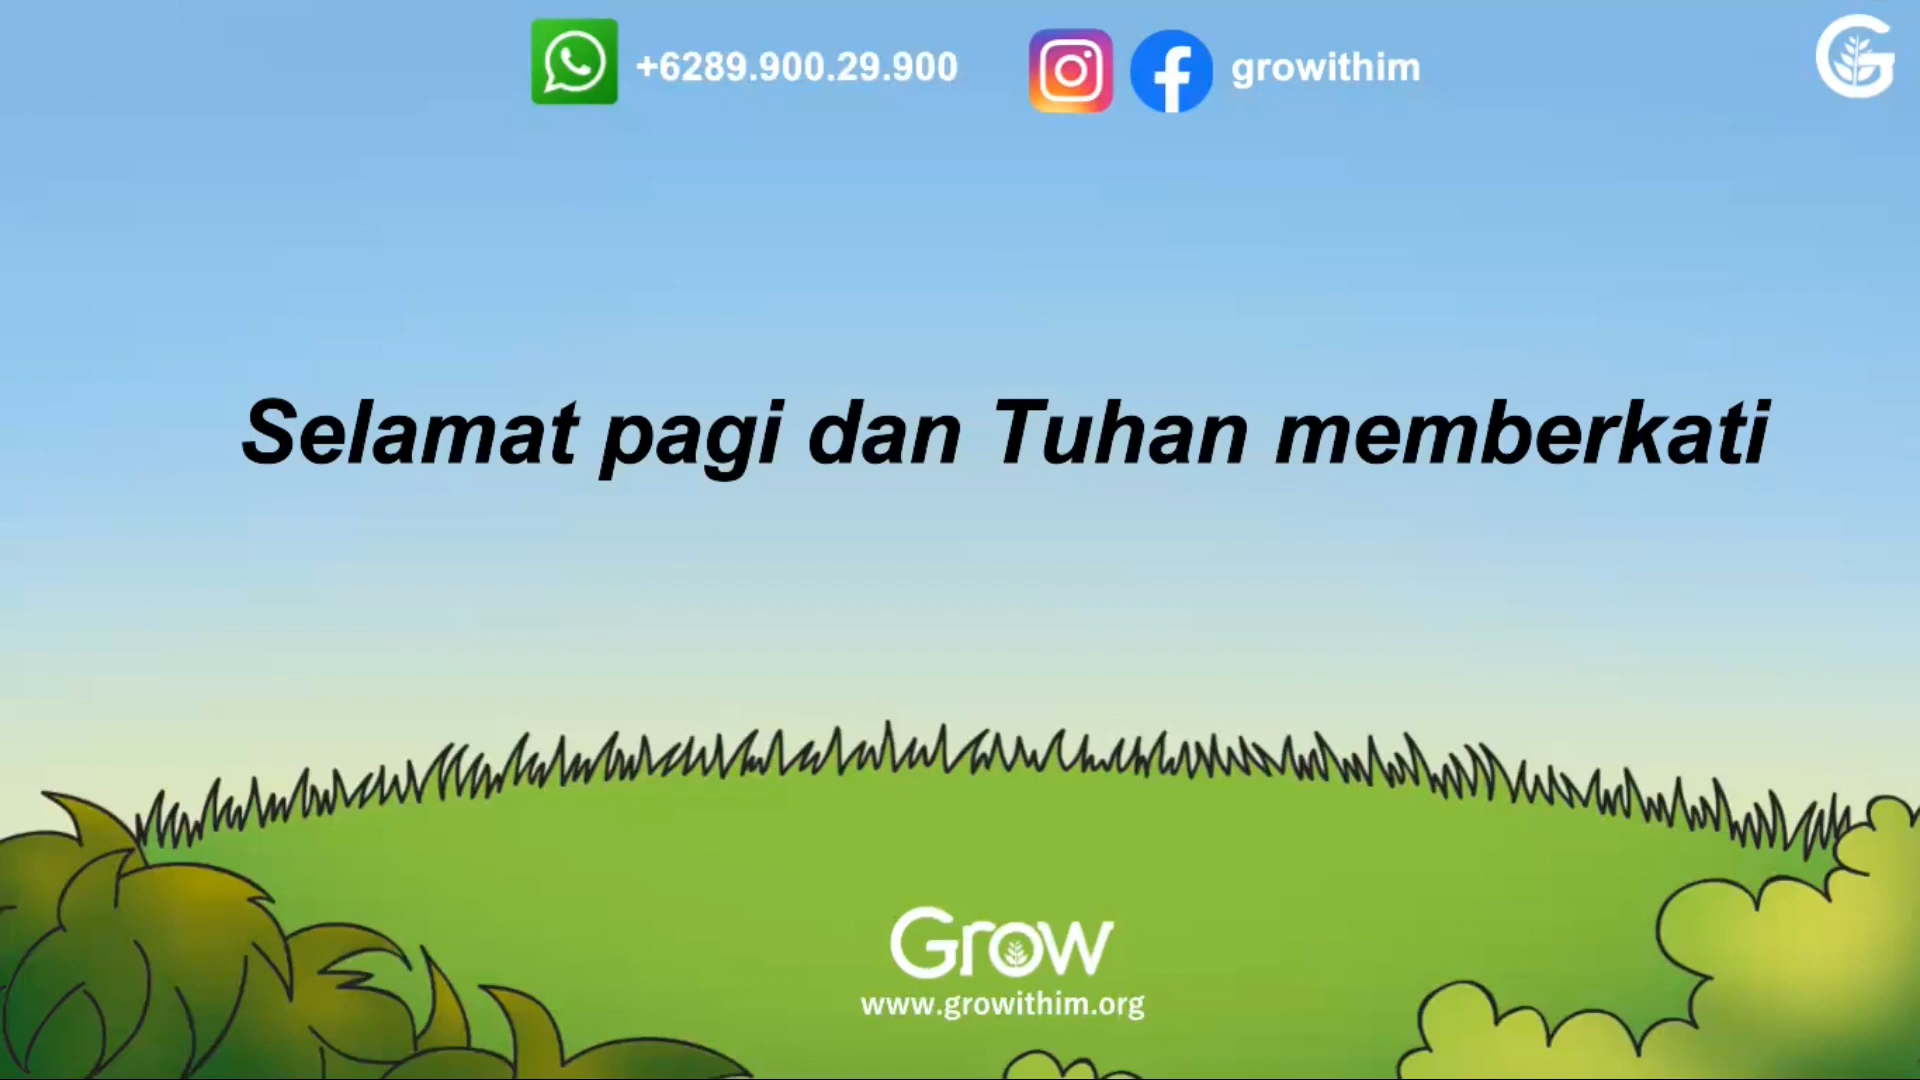 +6289.900.29.900 growithim
Selamat pagi dan Tuhan memberkati
Grow
www.growithim.org